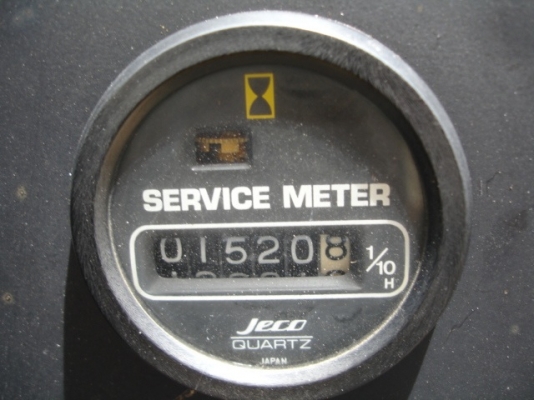 SERVICE METER
015208 1/10
H
Jeco
QUARTZ
JAPAN